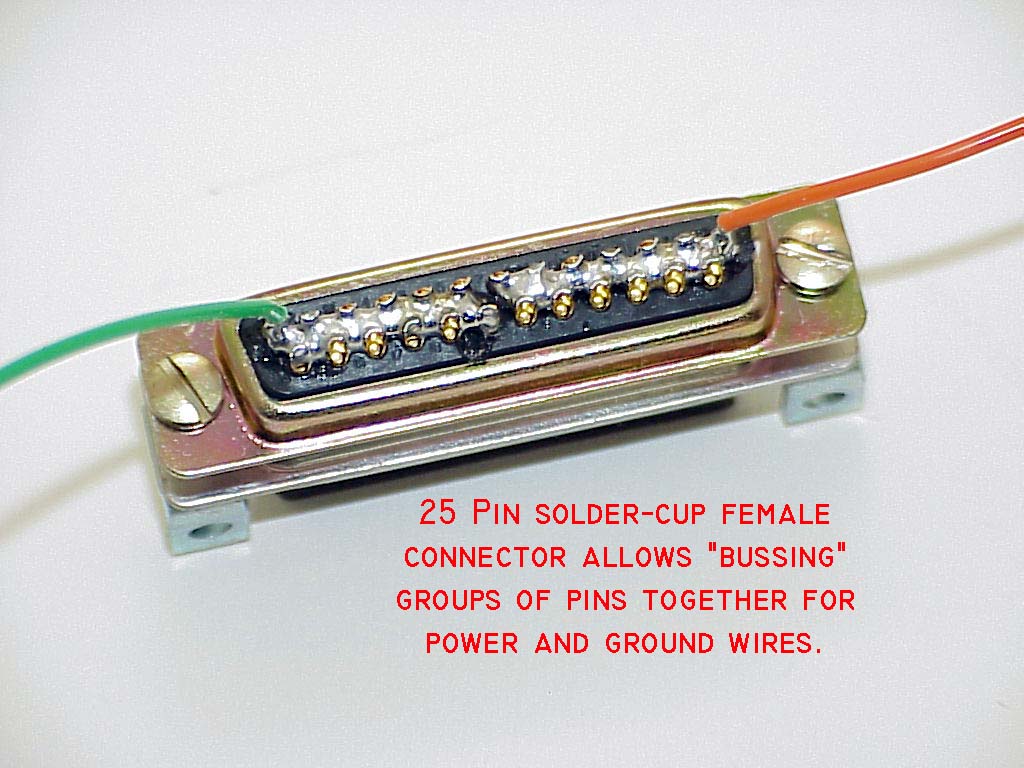 25 Pin solder-cup female
connector allows "bussing"
groups of pins together for
power and ground wires.